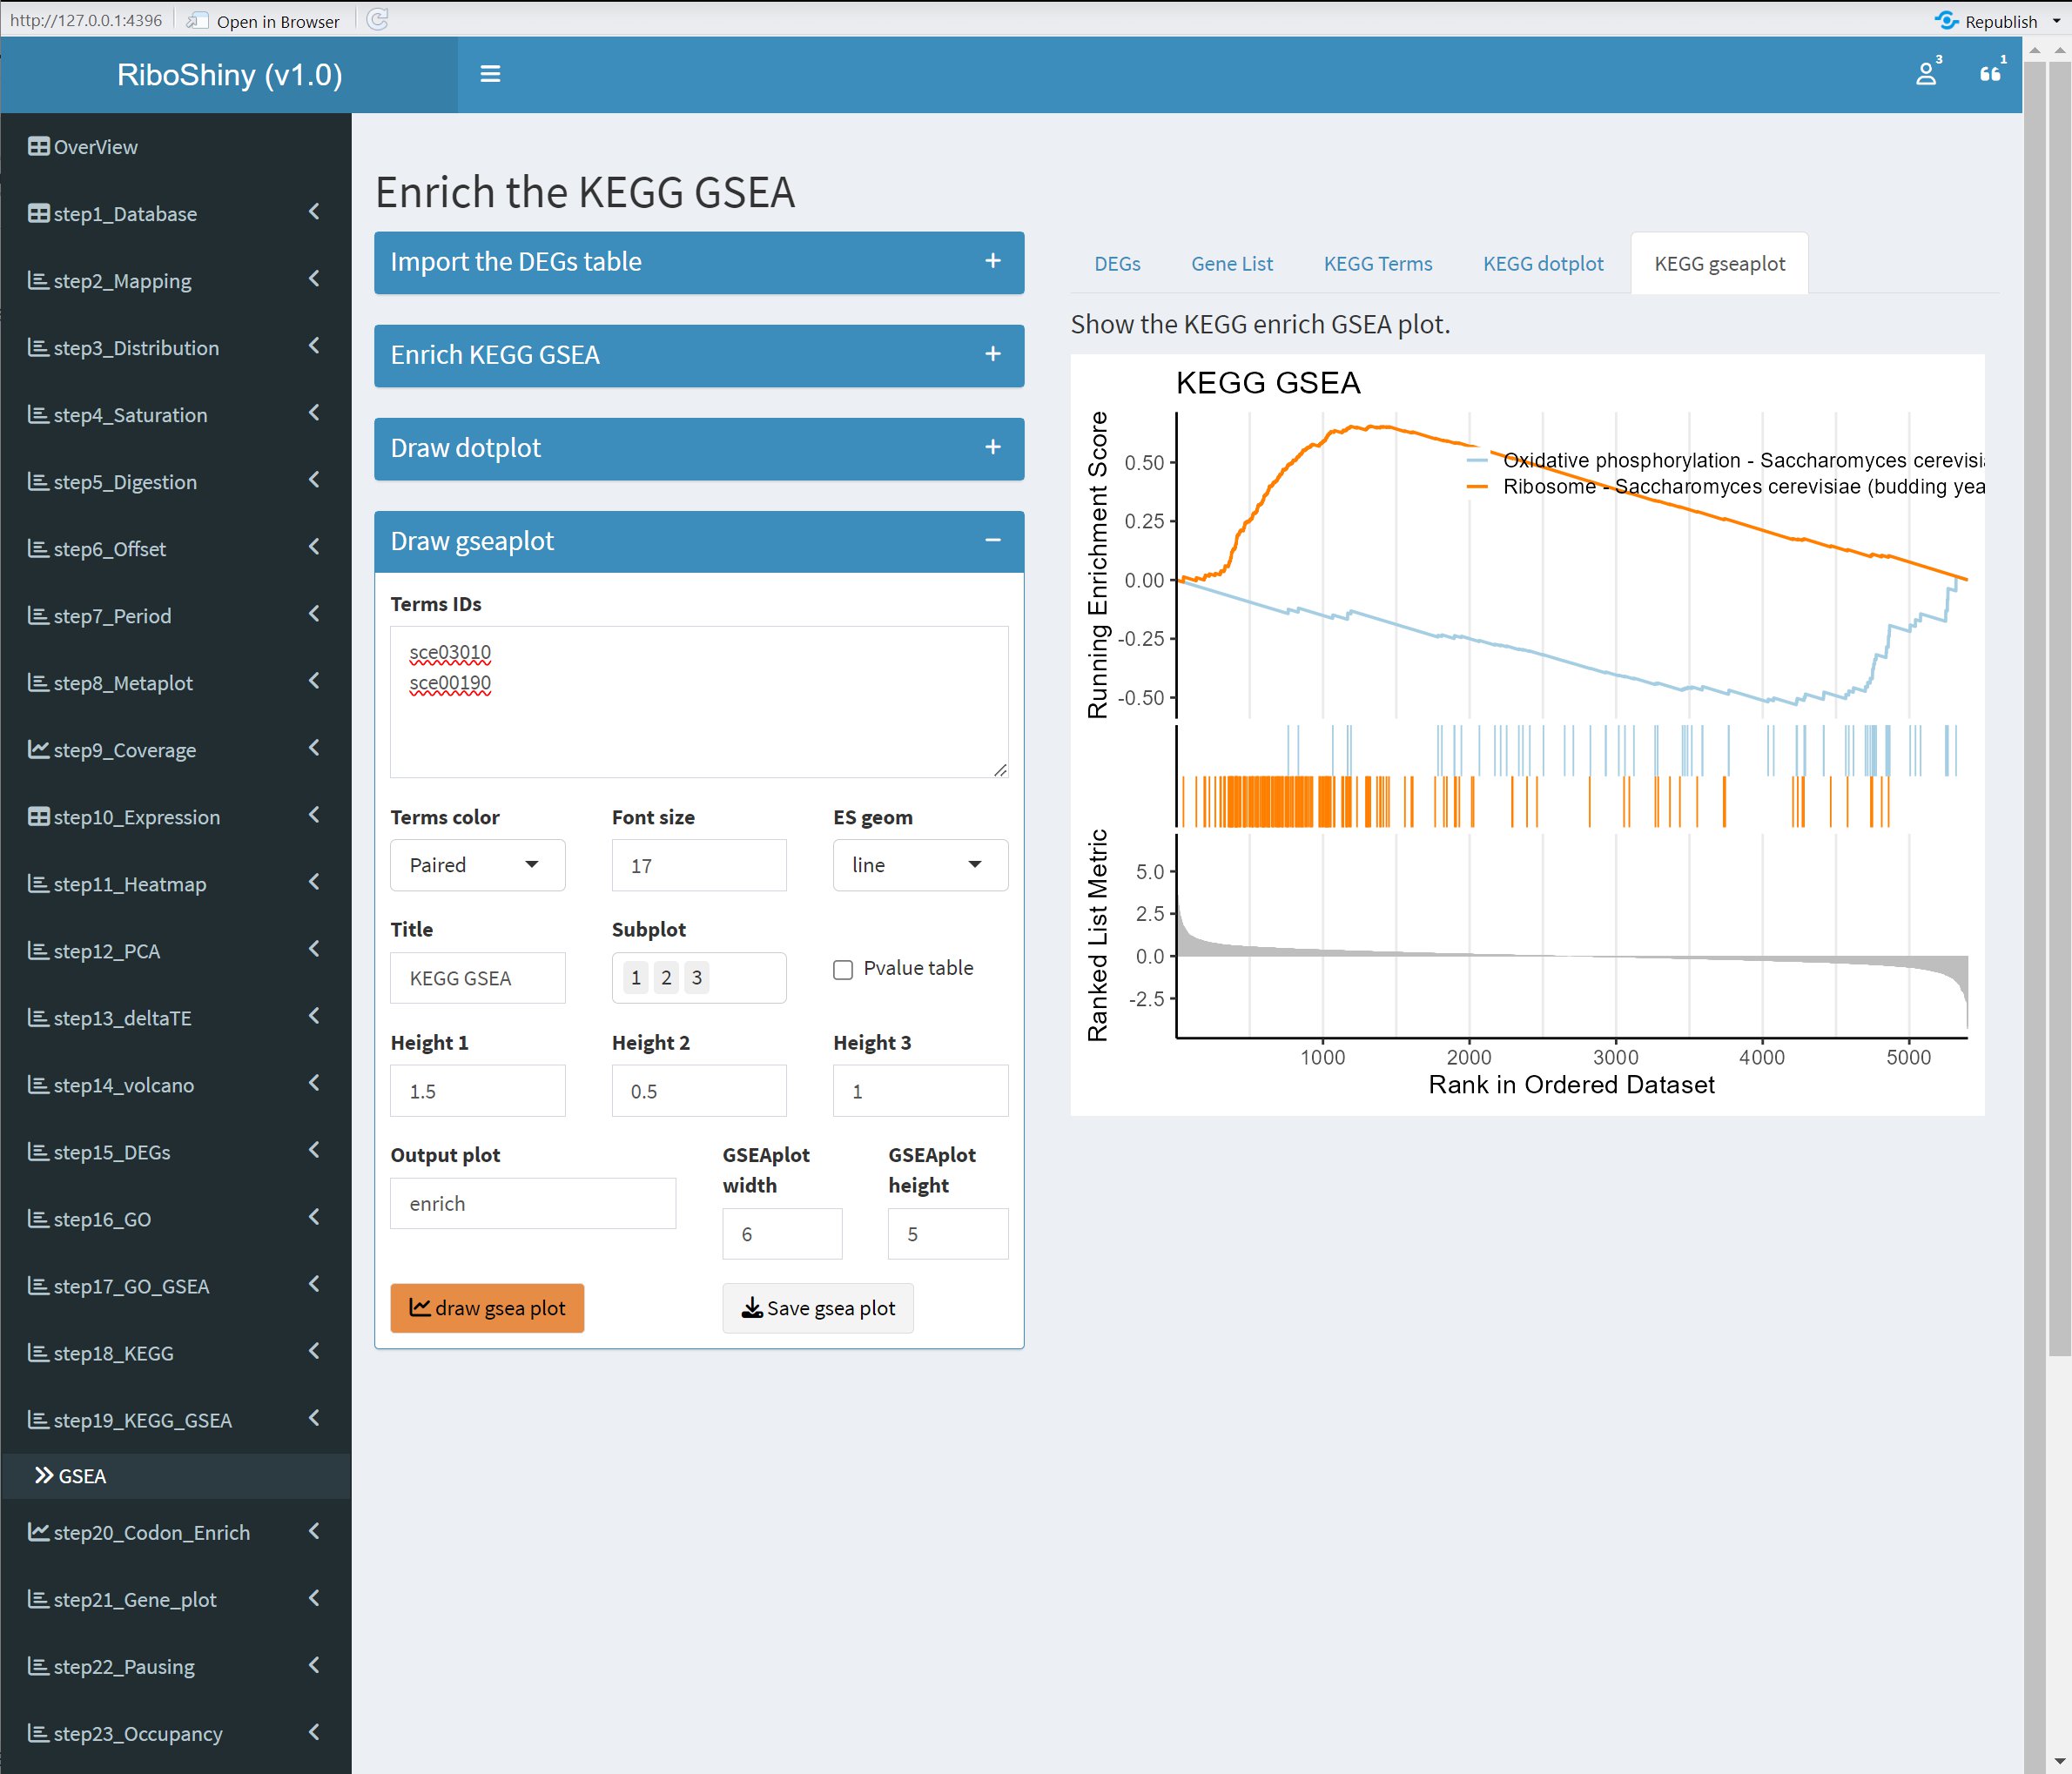 http://127.0.0.1:4396 Open in Browser Republish
RiboShiny (v1.0) 3 1
OverView
step1_Database
step2_Mapping
step3_Distribution
step4_Saturation
step5_Digestion
step6_Offset
step7_Period
step8_Metaplot
step9_Coverage
step10_Expression
step11_Heatmap
step12_PCA
step13_deltaTE
step14_volcano
step15_DEGs
step16_GO
step17_GO_GSEA
step18_KEGG
step19_KEGG_GSEA
GSEA
step20_Codon_Enrich
step21_Gene_plot
step22_Pausing
step23_Occupancy
Enrich the KEGG GSEA
Import the DEGs table +
Enrich KEGG GSEA +
Draw dotplot +
Draw gseaplot −
Terms IDs
sce03010
sce00190
Terms color Font size ES geom
Paired 17 line
Title Subplot
KEGG GSEA 1 2 3 Pvalue table
Height 1 Height 2 Height 3
1.5 0.5 1
Output plot GSEAplot width GSEAplot height
enrich 6 5
draw gsea plot Save gsea plot
DEGs Gene List KEGG Terms KEGG dotplot KEGG gseaplot
Show the KEGG enrich GSEA plot.
KEGG GSEA
Running Enrichment Score
0.50
0.25
0.00
-0.25
-0.50
Oxidative phosphorylation - Saccharomyces cerevisia
Ribosome - Saccharomyces cerevisiae (budding yea
Ranked List Metric
5.0
2.5
0.0
-2.5
1000 2000 3000 4000 5000
Rank in Ordered Dataset